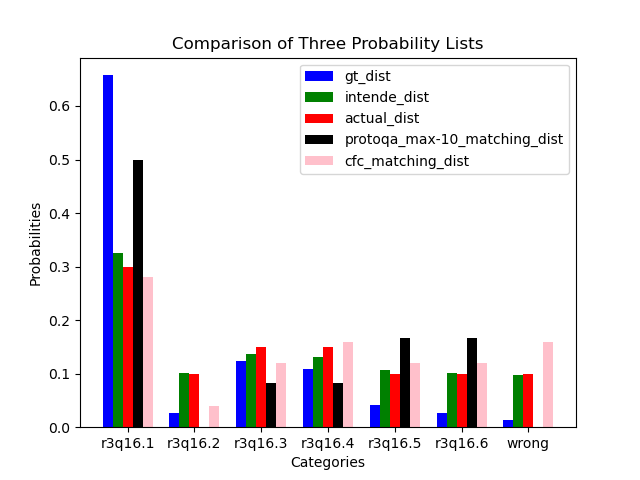 Comparison of Three Probability Lists
gt_dist
intende_dist
actual_dist
protoqa_max-10_matching_dist
cfc_matching_dist
Probabilities
0.6
0.5
0.4
0.3
0.2
0.1
0.0
r3q16.1 r3q16.2 r3q16.3 r3q16.4 r3q16.5 r3q16.6 wrong
Categories